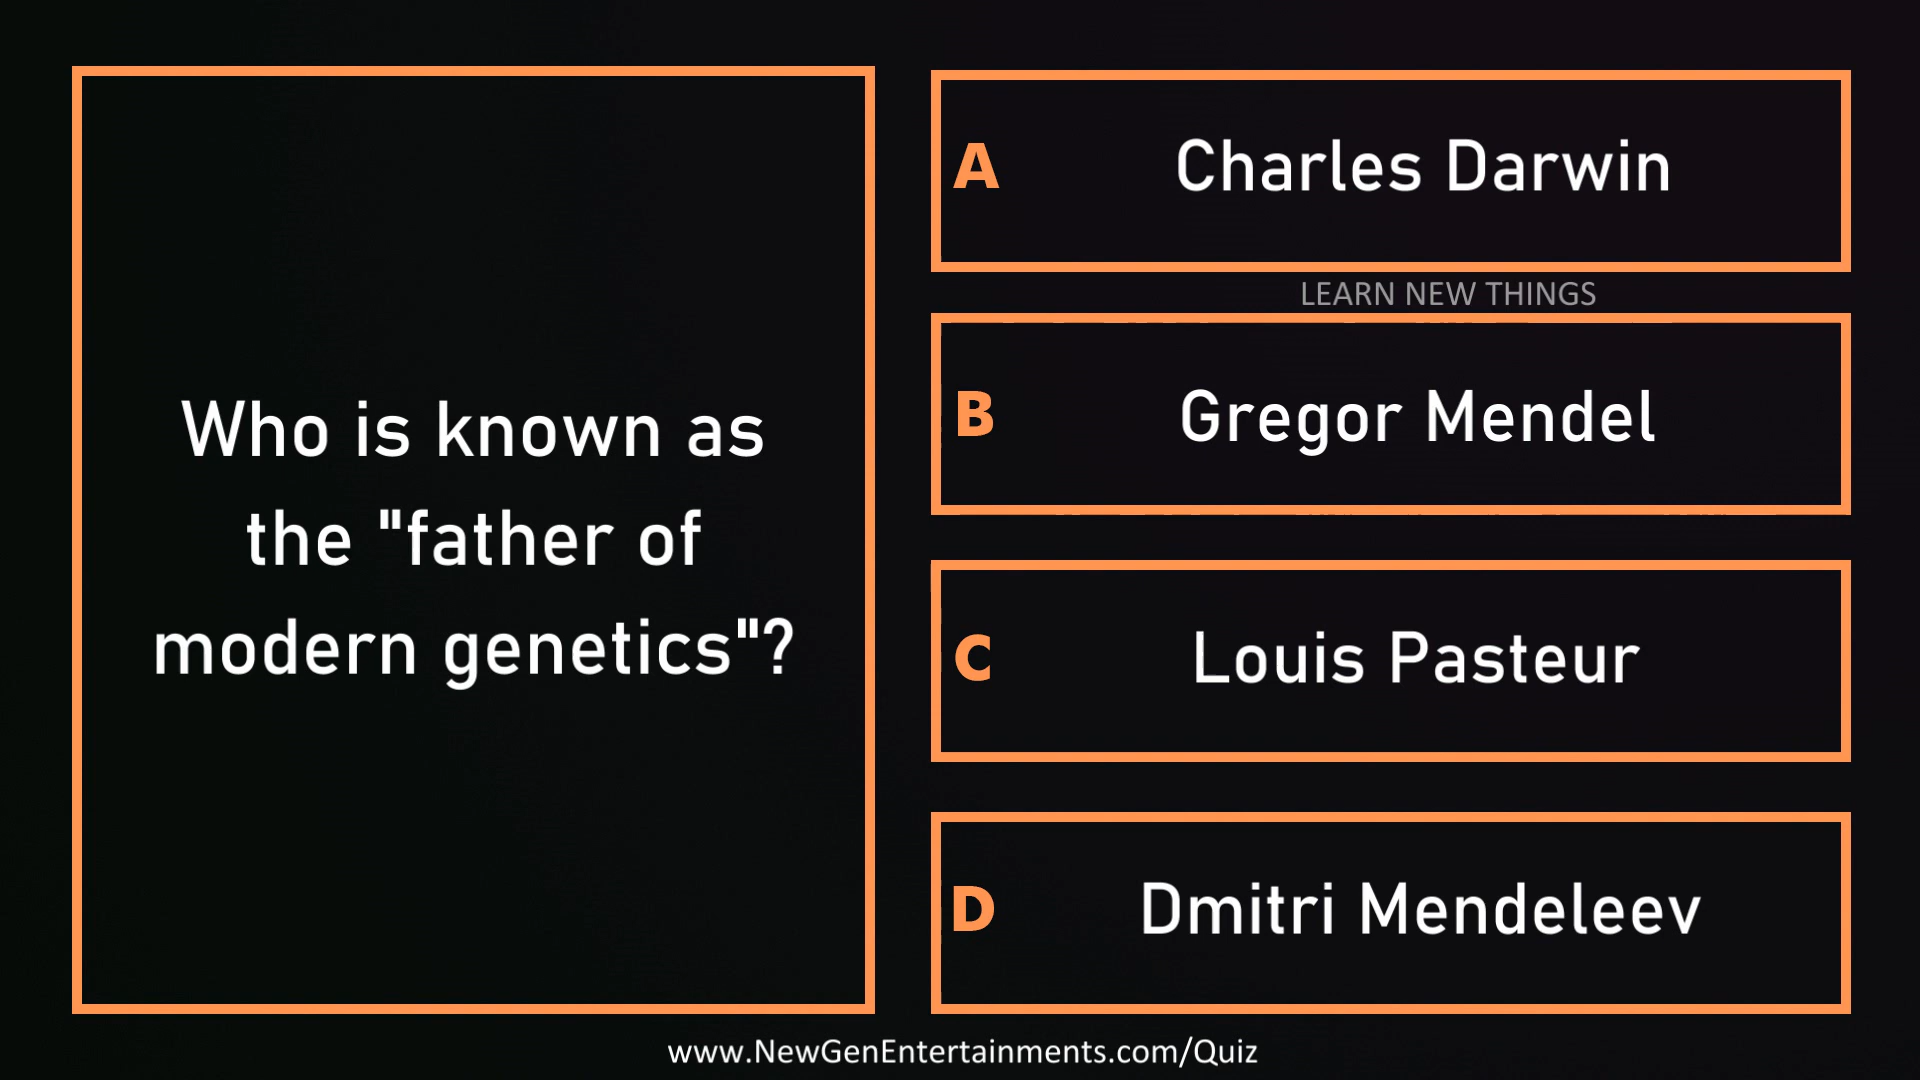 Who is known as
the "father of
modern genetics"?
A Charles Darwin
LEARN NEW THINGS
B Gregor Mendel
C Louis Pasteur
D Dmitri Mendeleev
www.NewGenEntertainments.com/Quiz